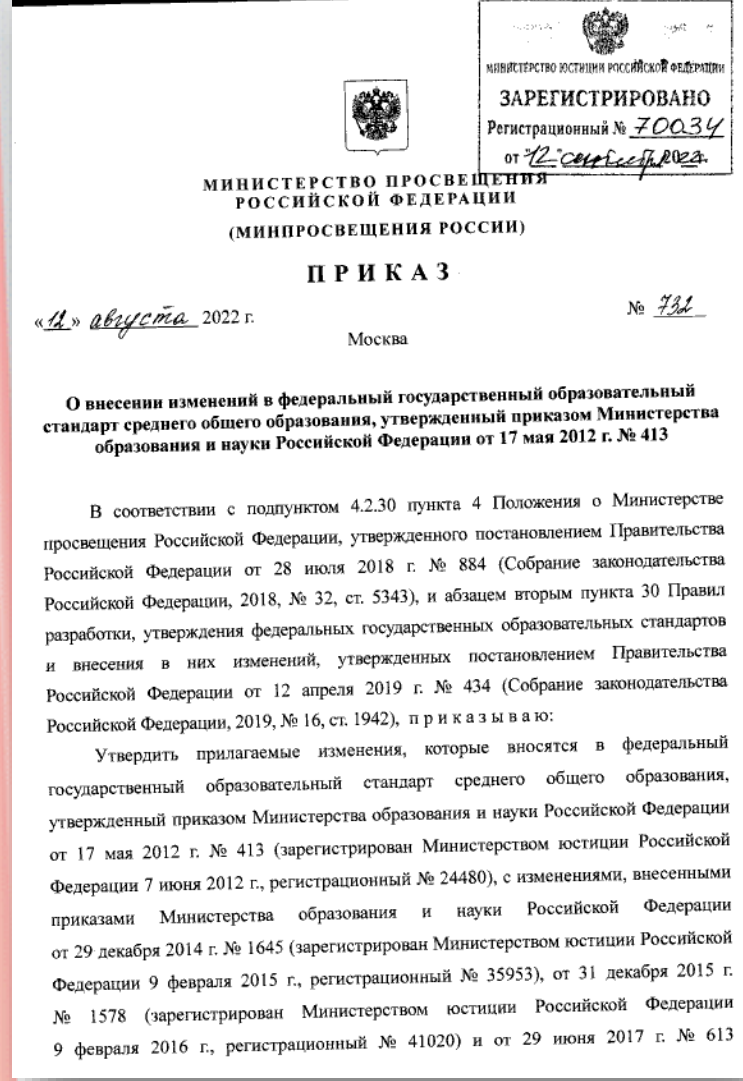 МИНИСТЕРСТВО ЮСТИЦИИ РОССИЙСКОЙ ФЕДЕРАЦИИ
ЗАРЕГИСТРИРОВАНО
Регистрационный № 70034
от "12" сентября 2022г.
МИНИСТЕРСТВО ПРОСВЕЩЕНИЯ
РОССИЙСКОЙ ФЕДЕРАЦИИ
(МИНПРОСВЕЩЕНИЯ РОССИИ)
ПРИКАЗ
«12» августа 2022 г.
№ 732
Москва
О внесении изменений в федеральный государственный образовательный
стандарт среднего общего образования, утвержденный приказом Министерства
образования и науки Российской Федерации от 17 мая 2012 г. № 413
В соответствии с подпунктом 4.2.30 пункта 4 Положения о Министерстве
просвещения Российской Федерации, утвержденного постановлением Правительства
Российской Федерации от 28 июля 2018 г. № 884 (Собрание законодательства
Российской Федерации, 2018, № 32, ст. 5343), и абзацем вторым пункта 30 Правил
разработки, утверждения федеральных государственных образовательных стандартов
и внесения в них изменений, утвержденных постановлением Правительства
Российской Федерации от 12 апреля 2019 г. № 434 (Собрание законодательства
Российской Федерации, 2019, № 16, ст. 1942), п р и к а з ы в а ю:
Утвердить прилагаемые изменения, которые вносятся в федеральный
государственный образовательный стандарт среднего общего образования,
утвержденный приказом Министерства образования и науки Российской Федерации
от 17 мая 2012 г. № 413 (зарегистрирован Министерством юстиции Российской
Федерации 7 июня 2012 г., регистрационный № 24480), с изменениями, внесенными
приказами Министерства образования и науки Российской Федерации
от 29 декабря 2014 г. № 1645 (зарегистрирован Министерством юстиции Российской
Федерации 9 февраля 2015 г., регистрационный № 35953), от 31 декабря 2015 г.
№ 1578 (зарегистрирован Министерством юстиции Российской Федерации
9 февраля 2016 г., регистрационный № 41020) и от 29 июня 2017 г. № 613